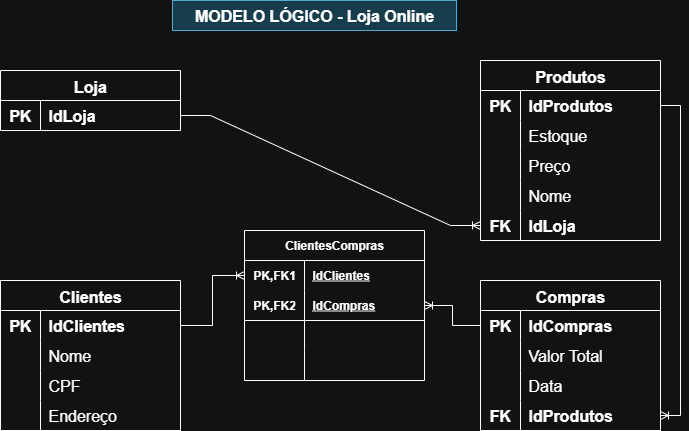 MODELO LÓGICO - Loja Online
Loja
PK IdLoja
Produtos
PK IdProdutos
Estoque
Preço
Nome
FK IdLoja
ClientesCompras
PK,FK1 IdClientes
PK,FK2 IdCompras
Clientes
PK IdClientes
Nome
CPF
Endereço
Compras
PK IdCompras
Valor Total
Data
FK IdProdutos